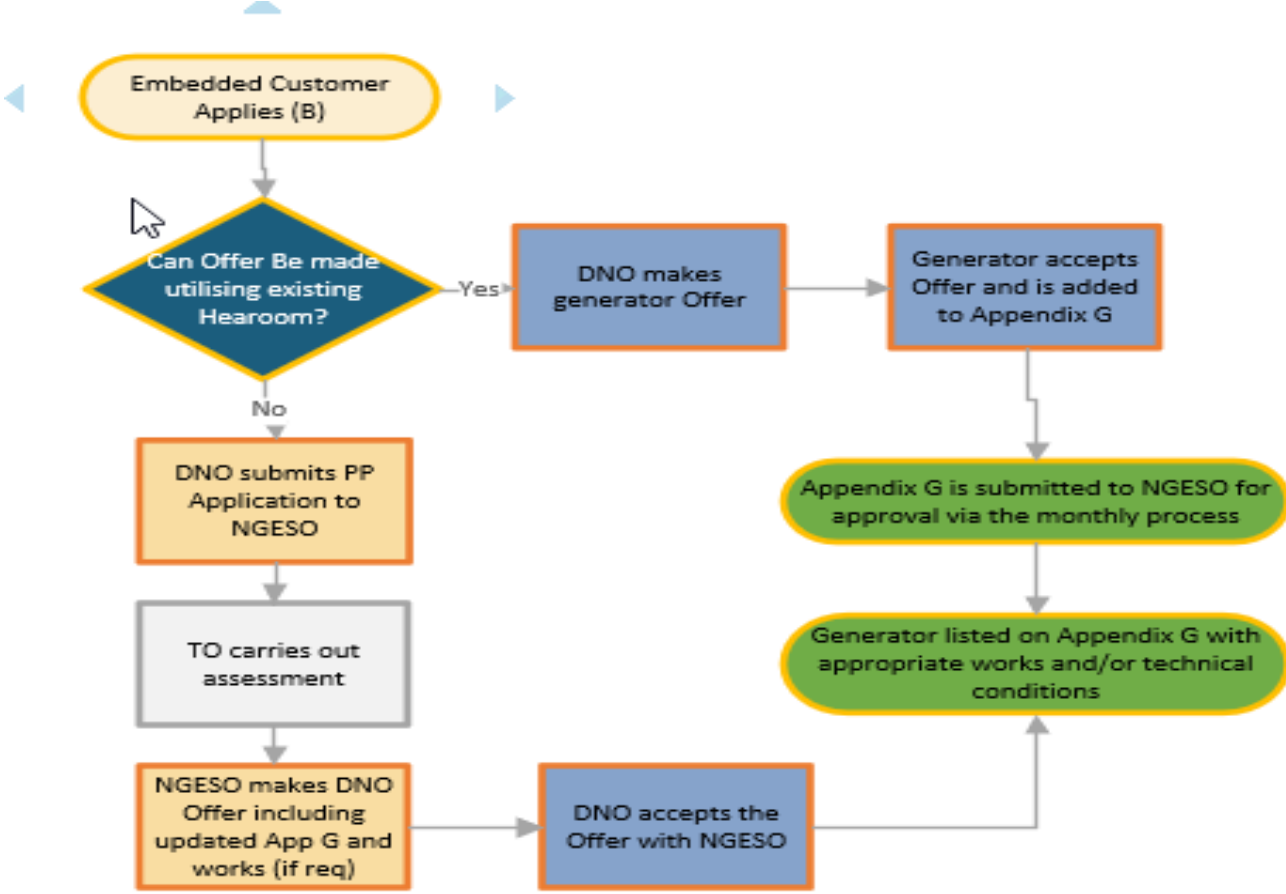 Embedded Customer
Applies (B)
Can Offer Be made
utilising existing
Hearoom?
Yes
DNO makes
generator Offer
Generator accepts
Offer and is added
to Appendix G
No
DNO submits PP
Application to
NGESO
Appendix G is submitted to NGESO for
approval via the monthly process
TO carries out
assessment
Generator listed on Appendix G with
appropriate works and/or technical
conditions
NGESO makes DNO
Offer including
updated App G and
works (if req)
DNO accepts the
Offer with NGESO